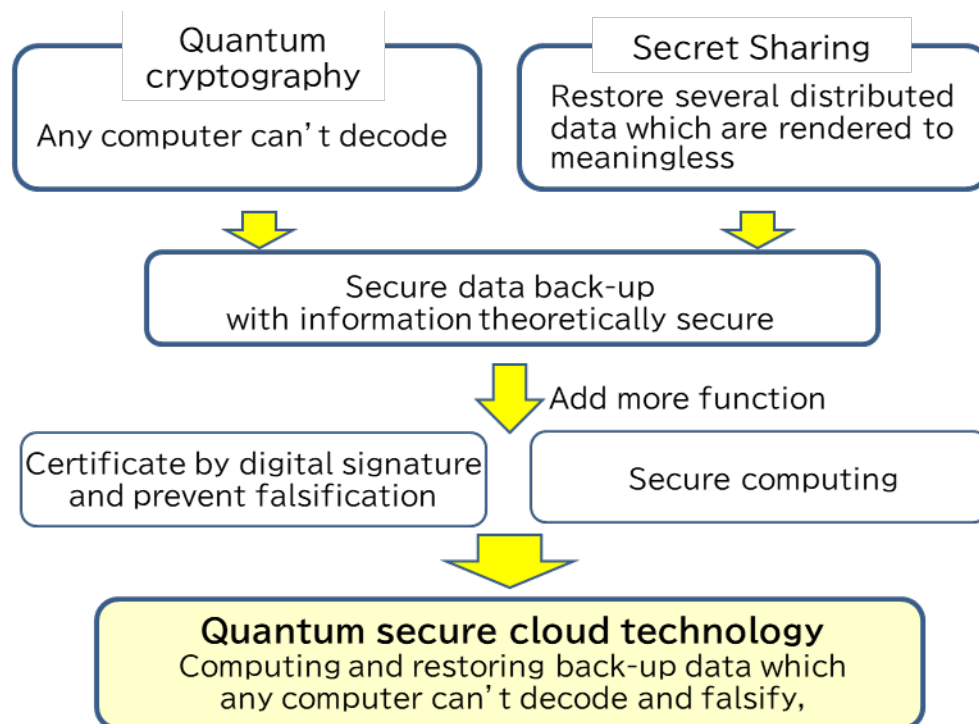 Quantum
cryptography
Any computer can't decode
Secret Sharing
Restore several distributed
data which are rendered to
meaningless
Secure data back-up
with information theoretically secure
Add more function
Certificate by digital signature
and prevent falsification
Secure computing
Quantum secure cloud technology
Computing and restoring back-up data which
any computer can't decode and falsify,